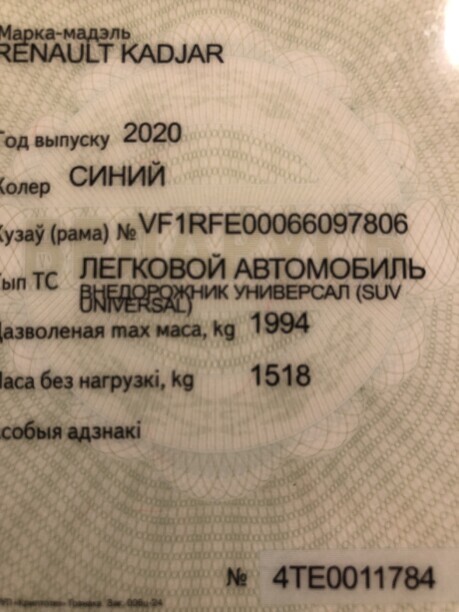 Марка-мадэль
RENAULT KADJAR
Год выпуску 2020
Колер СИНИЙ
Кузаў (рама) № VF1RFE00066097806
Тып ТС ЛЕГКОВОЙ АВТОМОБИЛЬ
ВНЕДОРОЖНИК УНИВЕРСАЛ (SUV
UNIVERSAL)
Дазволеная max маса, kg 1994
Маса без нагрузкі, kg 1518
Асобыя адзнакі
№ 4TE0011784